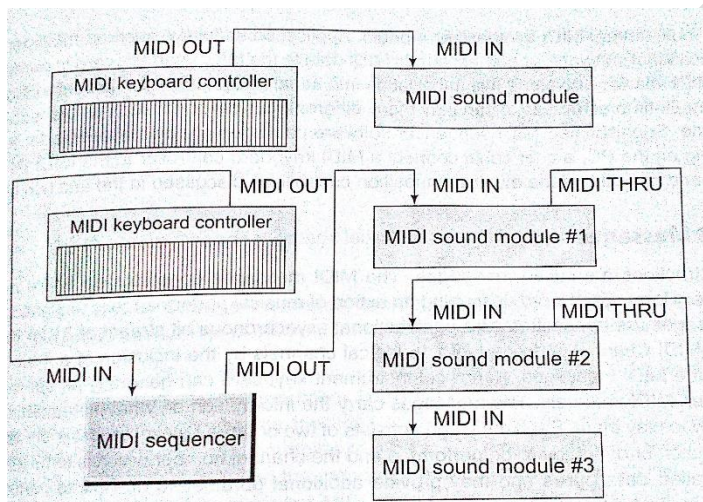 MIDI OUT
MIDI IN
MIDI keyboard controller
MIDI sound module
MIDI OUT
MIDI IN
MIDI THRU
MIDI keyboard controller
MIDI sound module #1
MIDI IN
MIDI THRU
MIDI IN
MIDI OUT
MIDI sound module #2
MIDI sequencer
MIDI IN
MIDI sound module #3